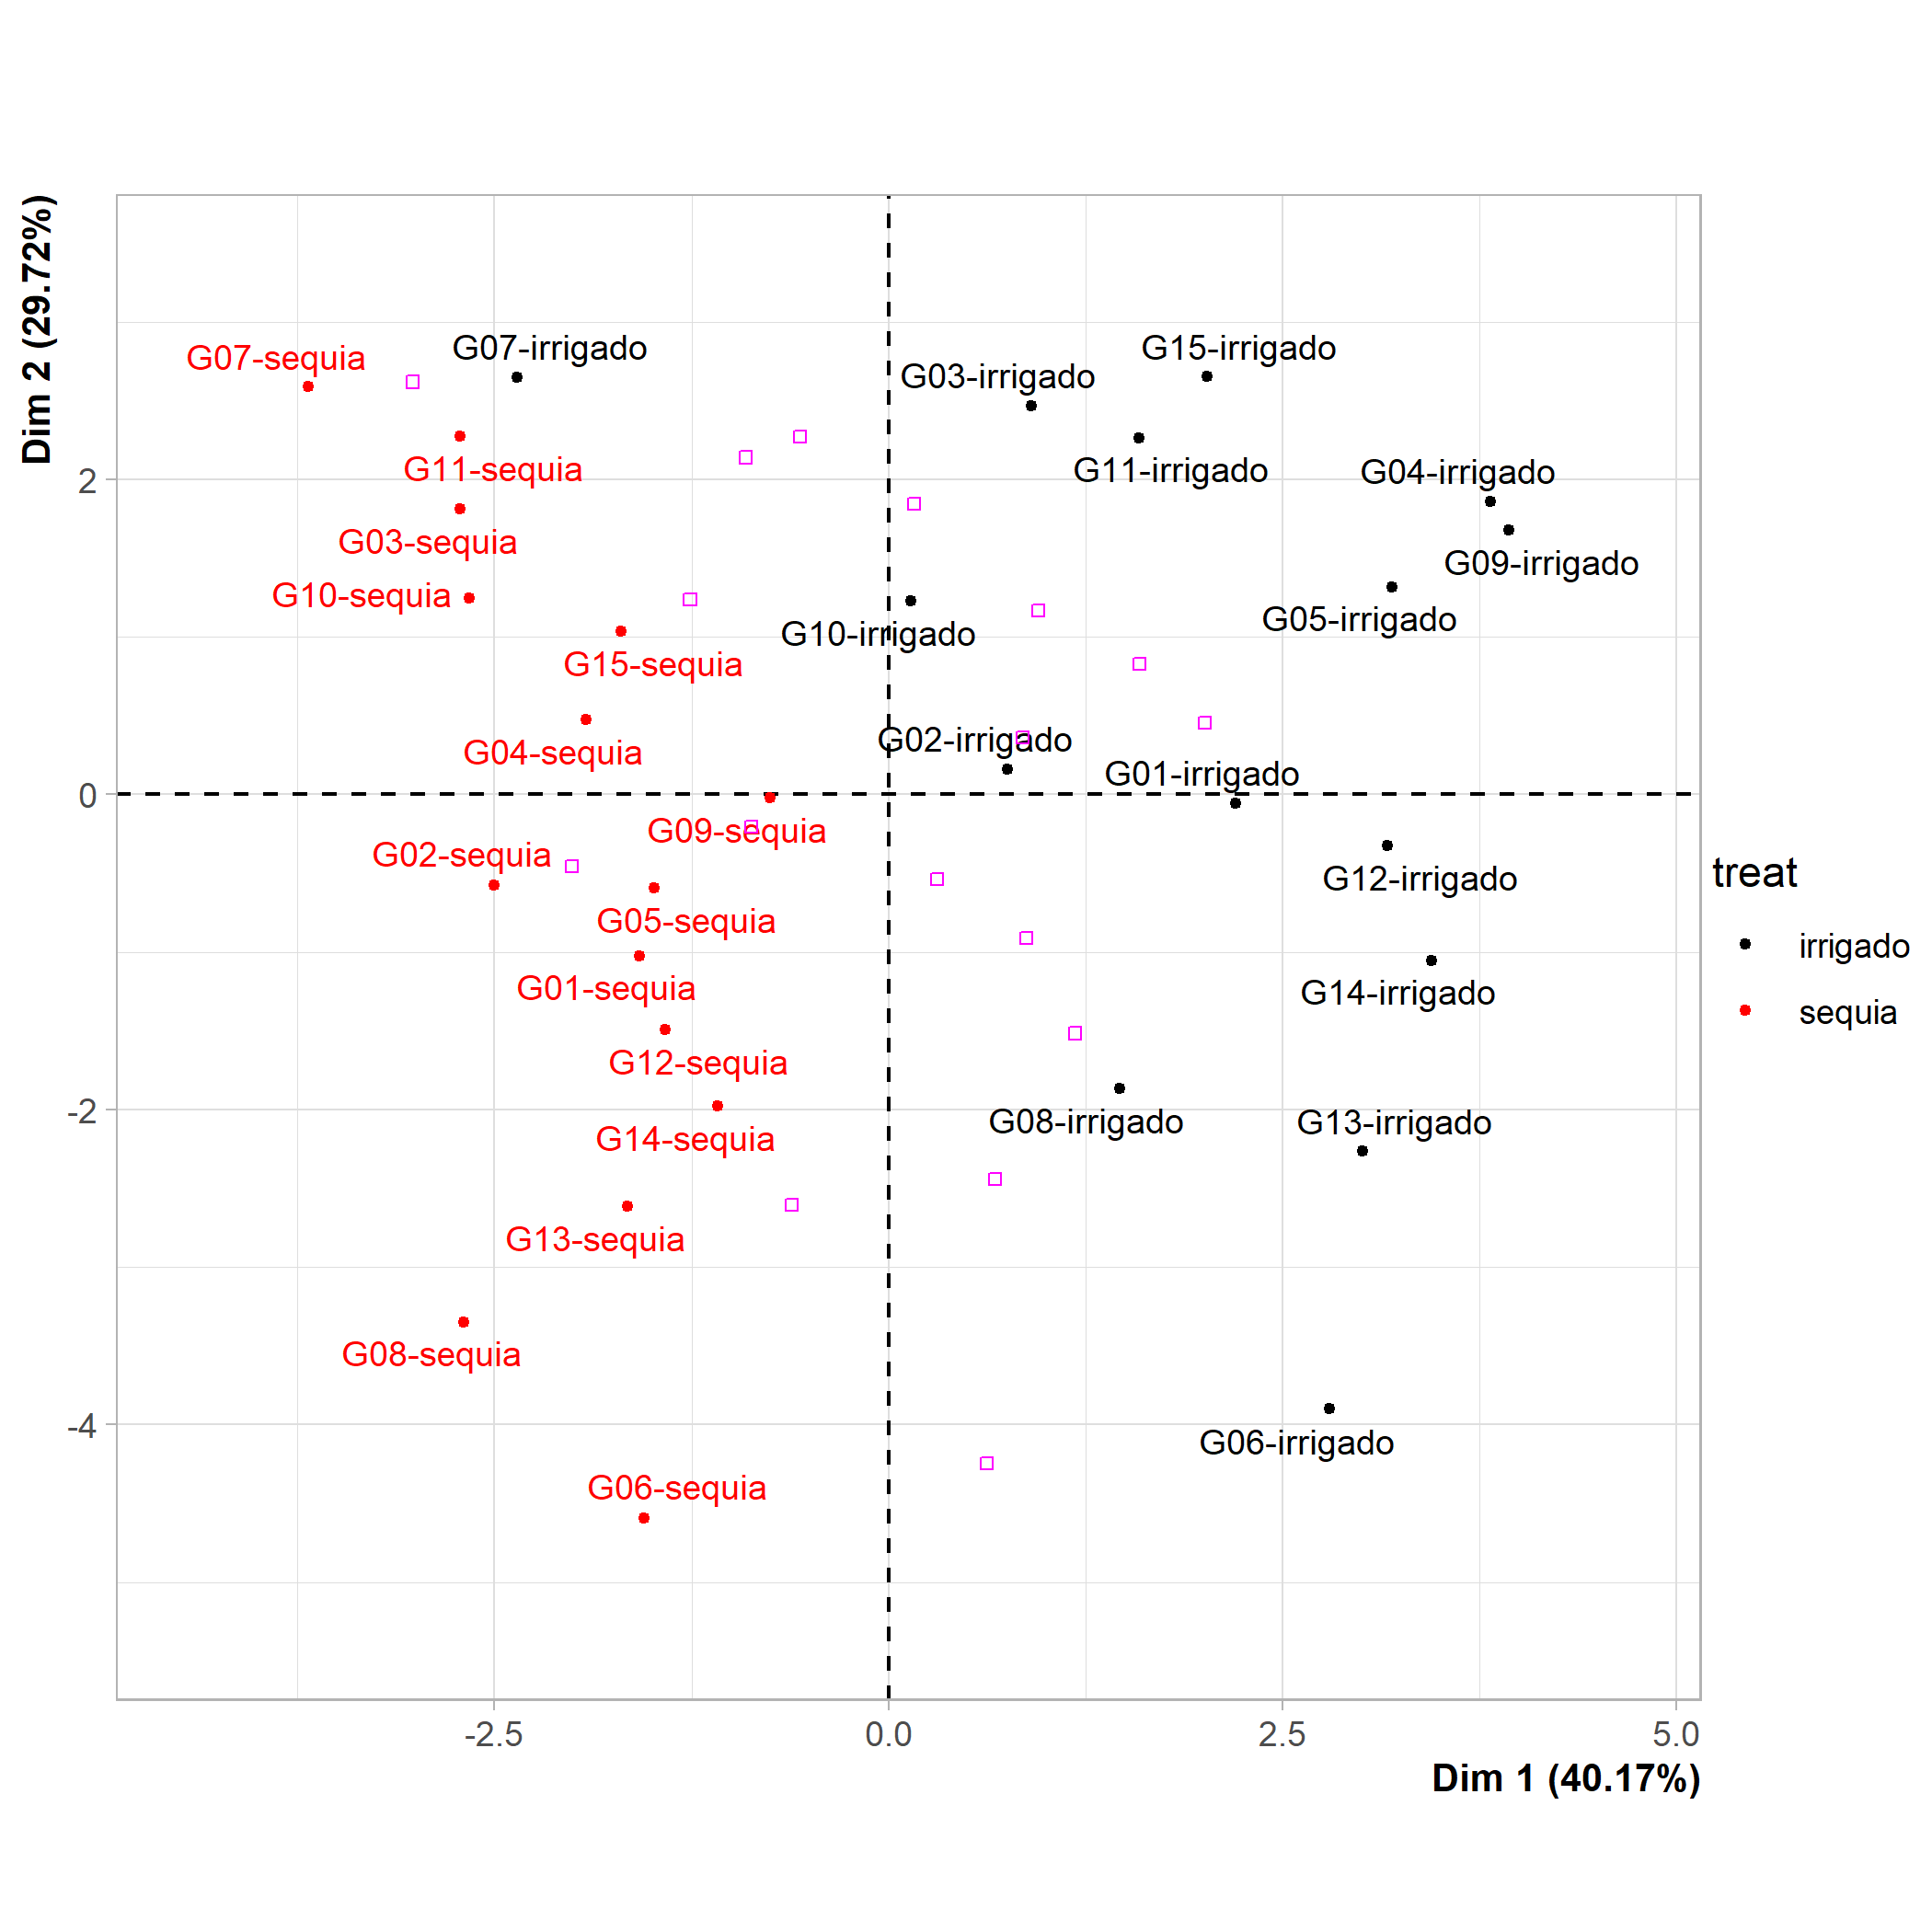 Dim 2 (29.72%)
G07-sequia
G07-irrigado
G15-irrigado
G03-irrigado
G11-sequia
G11-irrigado
G04-irrigado
2
G03-sequia
G09-irrigado
G10-sequia
G05-irrigado
G10-irrigado
G15-sequia
G04-sequia
G02-irrigado
G01-irrigado
0
G09-sequia
G02-sequia
G12-irrigado
treat
G05-sequia
irrigado
G01-sequia
G14-irrigado
sequia
G12-sequia
-2
G08-irrigado
G13-irrigado
G14-sequia
G13-sequia
G08-sequia
-4
G06-irrigado
G06-sequia
-2.5
0.0
2.5
5.0
Dim 1 (40.17%)